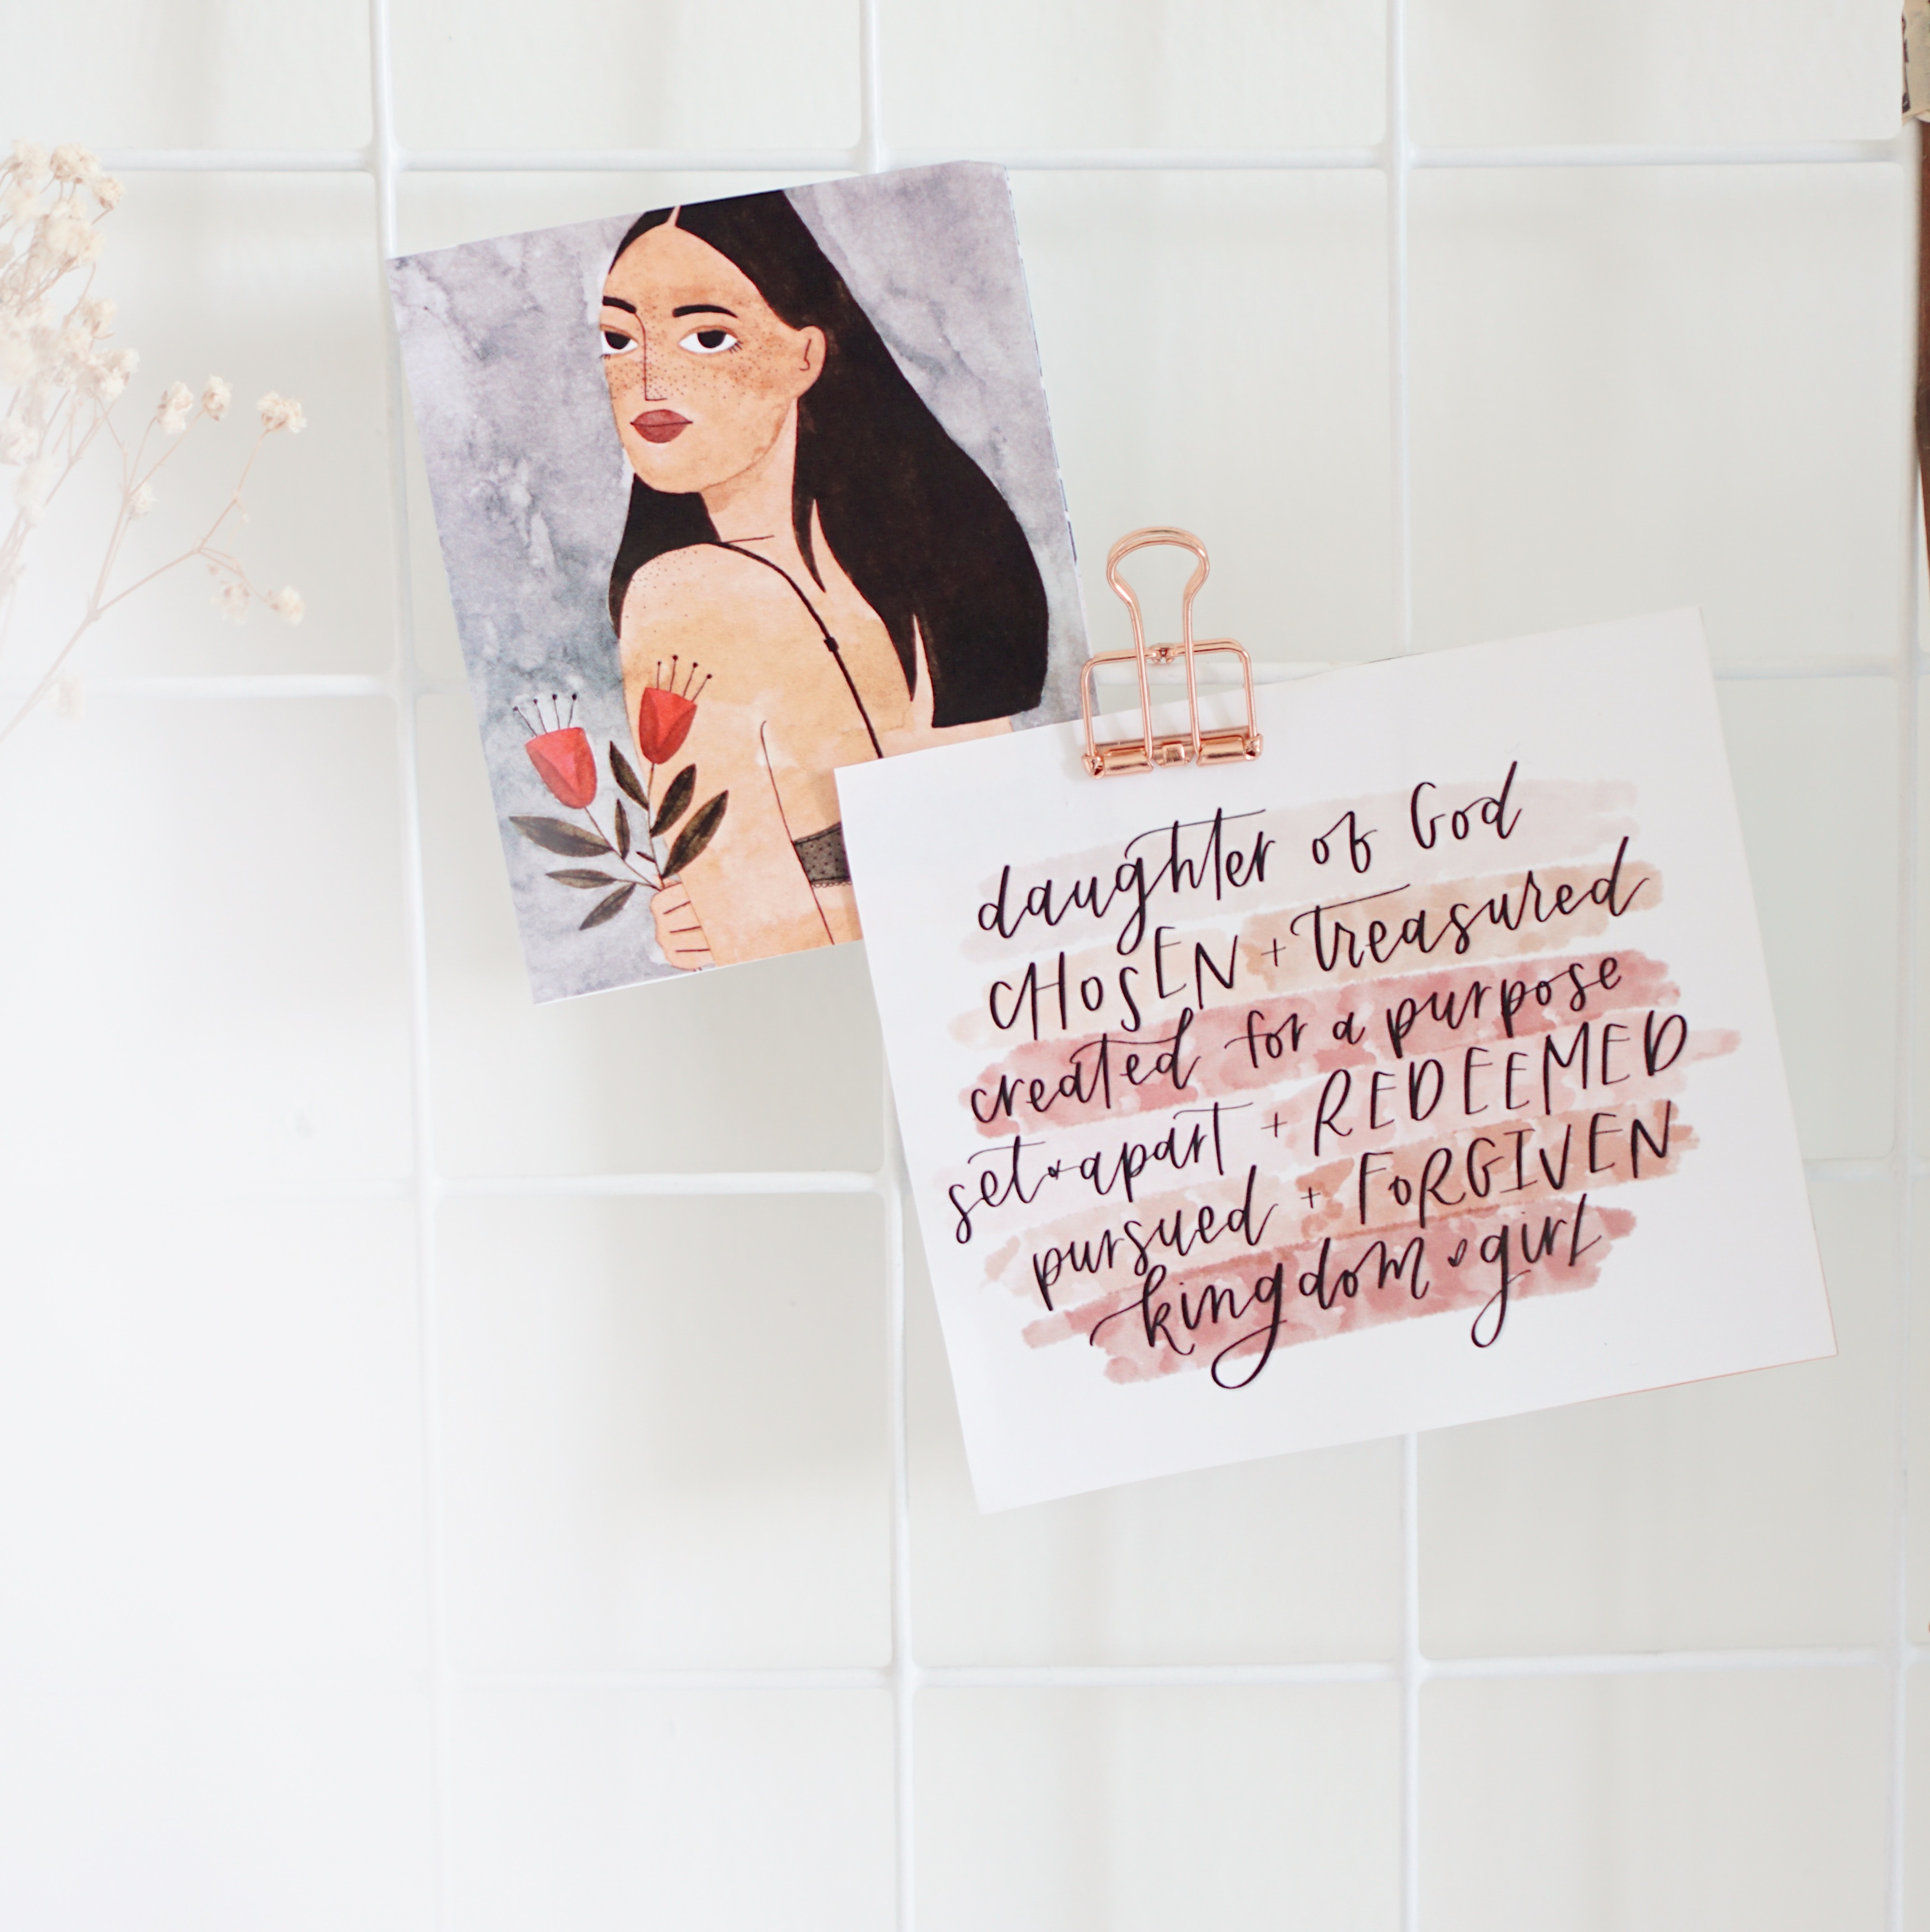 daughter of God
CHOSEN + treasured
created for a purpose
set apart + REDEEMED
pursued + FORGIVEN
kingdom girl